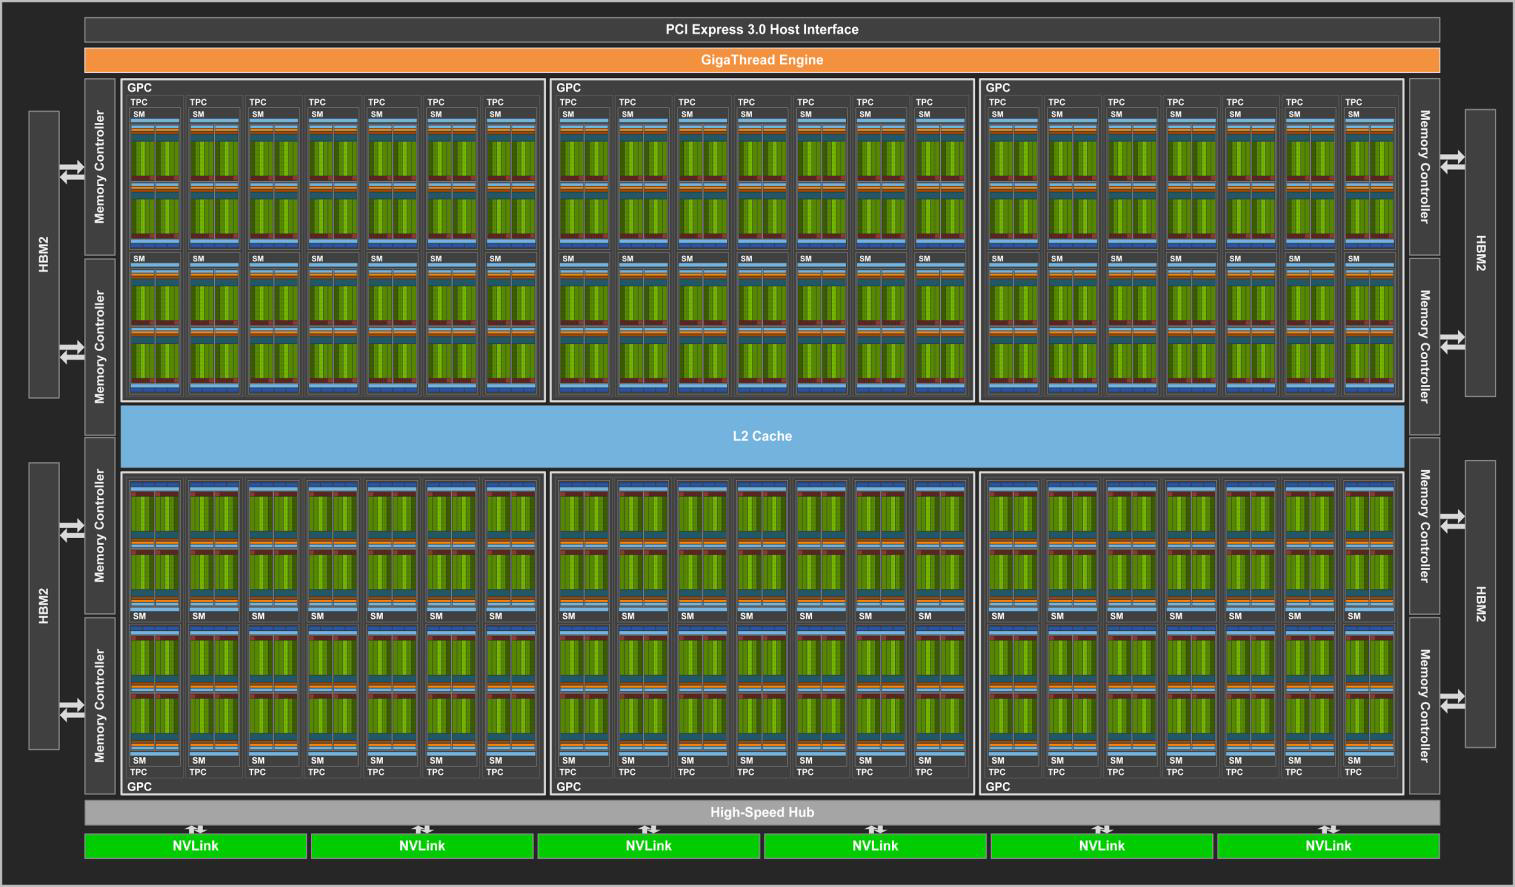 PCI Express 3.0 Host Interface
GigaThread Engine
GPC GPC GPC
TPC TPC TPC TPC TPC TPC TPC TPC TPC TPC TPC TPC TPC TPC TPC TPC TPC TPC TPC TPC TPC
SM SM SM SM SM SM SM SM SM SM SM SM SM SM SM SM SM SM SM SM SM
Memory Controller
Memory Controller
HBM2
HBM2
SM SM SM SM SM SM SM SM SM SM SM SM SM SM SM SM SM SM SM SM SM
Memory Controller
Memory Controller
L2 Cache
Memory Controller
Memory Controller
HBM2
HBM2
SM SM SM SM SM SM SM SM SM SM SM SM SM SM SM SM SM SM SM SM SM
Memory Controller
Memory Controller
SM SM SM SM SM SM SM SM SM SM SM SM SM SM SM SM SM SM SM SM SM
TPC TPC TPC TPC TPC TPC TPC TPC TPC TPC TPC TPC TPC TPC TPC TPC TPC TPC TPC TPC TPC
GPC GPC GPC
High-Speed Hub
NVLink NVLink NVLink NVLink NVLink NVLink